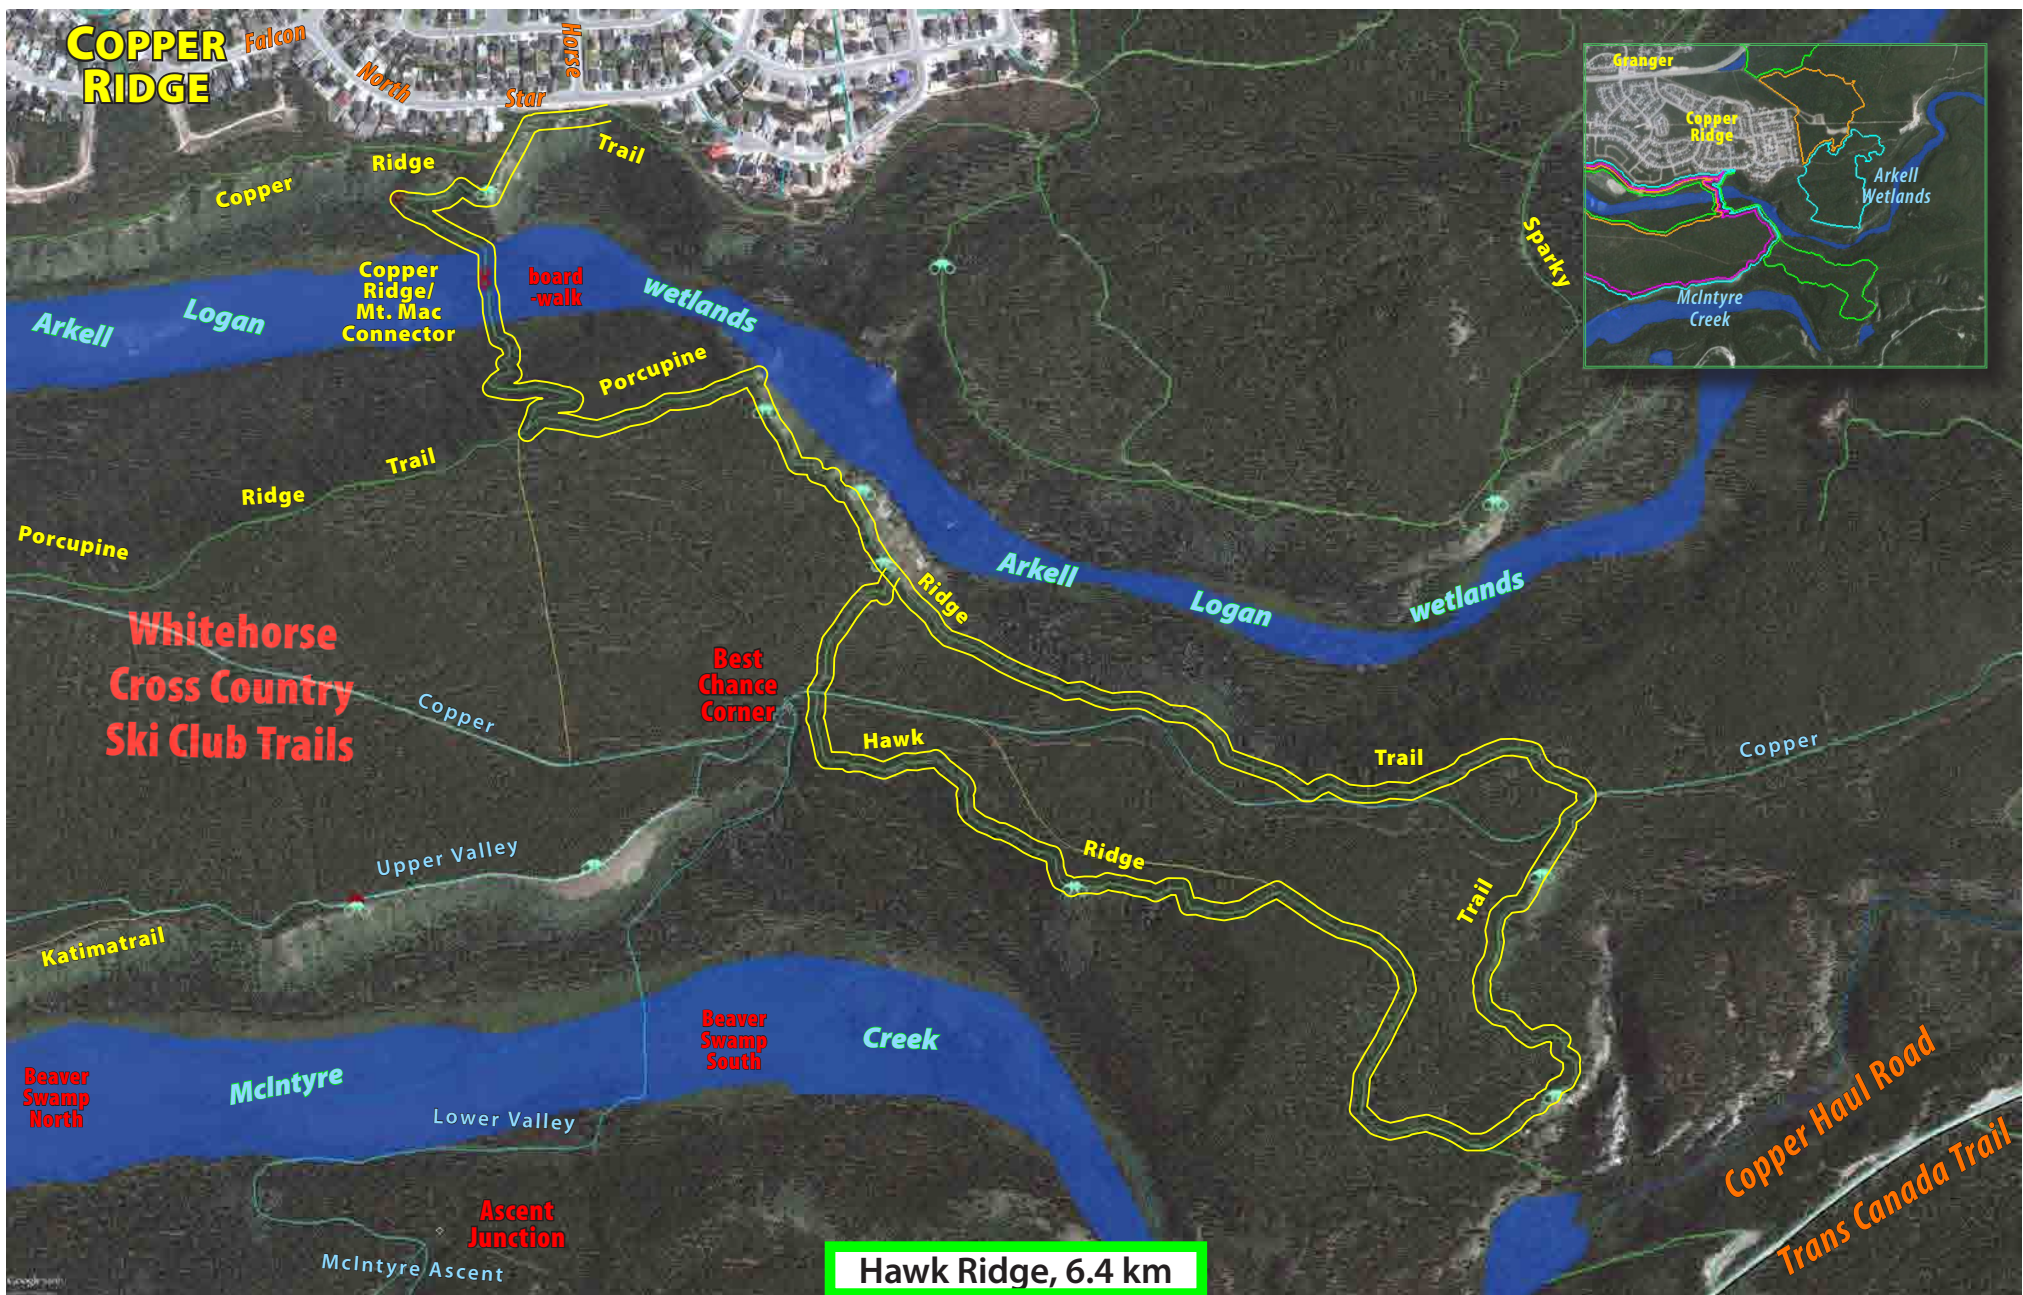 COPPER
RIDGE
Falcon
North
Horse
Star
Copper
Ridge
Trail
Granger
Copper
Ridge
Arkell
Wetlands
McIntyre
Creek
Sparky
Arkell
Logan
Copper
Ridge/
Mt. Mac
Connector
board
-walk
wetlands
Porcupine
Trail
Ridge
Porcupine
Arkell
Logan
wetlands
Ridge
Whitehorse
Cross Country
Ski Club Trails
Copper
Best
Chance
Corner
Hawk
Trail
Copper
Upper Valley
Ridge
Trail
Katimatrail
Beaver
Swamp
South
Creek
Beaver
Swamp
North
McIntyre
Lower Valley
Copper Haul Road
Trans Canada Trail
Ascent
Junction
McIntyre Ascent
Hawk Ridge, 6.4 km